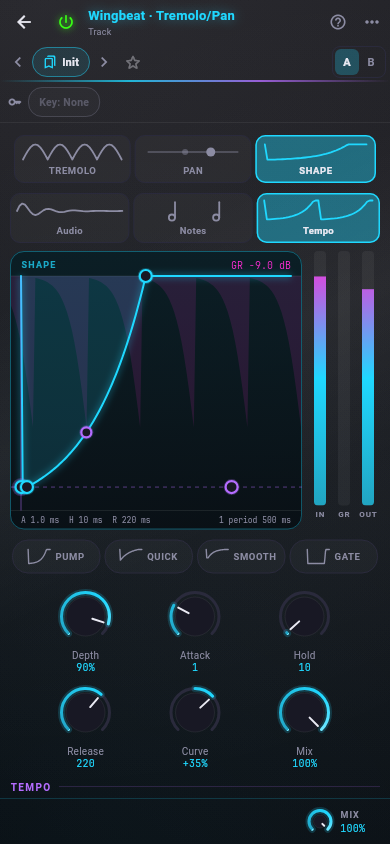 Wingbeat · Tremolo/Pan
Track
Init
A B
Key: None
TREMOLO PAN SHAPE
Audio Notes Tempo
SHAPE GR -9.0 dB
A 1.0 ms H 10 ms R 220 ms 1 period 500 ms
IN GR OUT
PUMP QUICK SMOOTH GATE
Depth Attack Hold
90% 1 10
Release Curve Mix
220 +35% 100%
TEMPO
MIX
100%